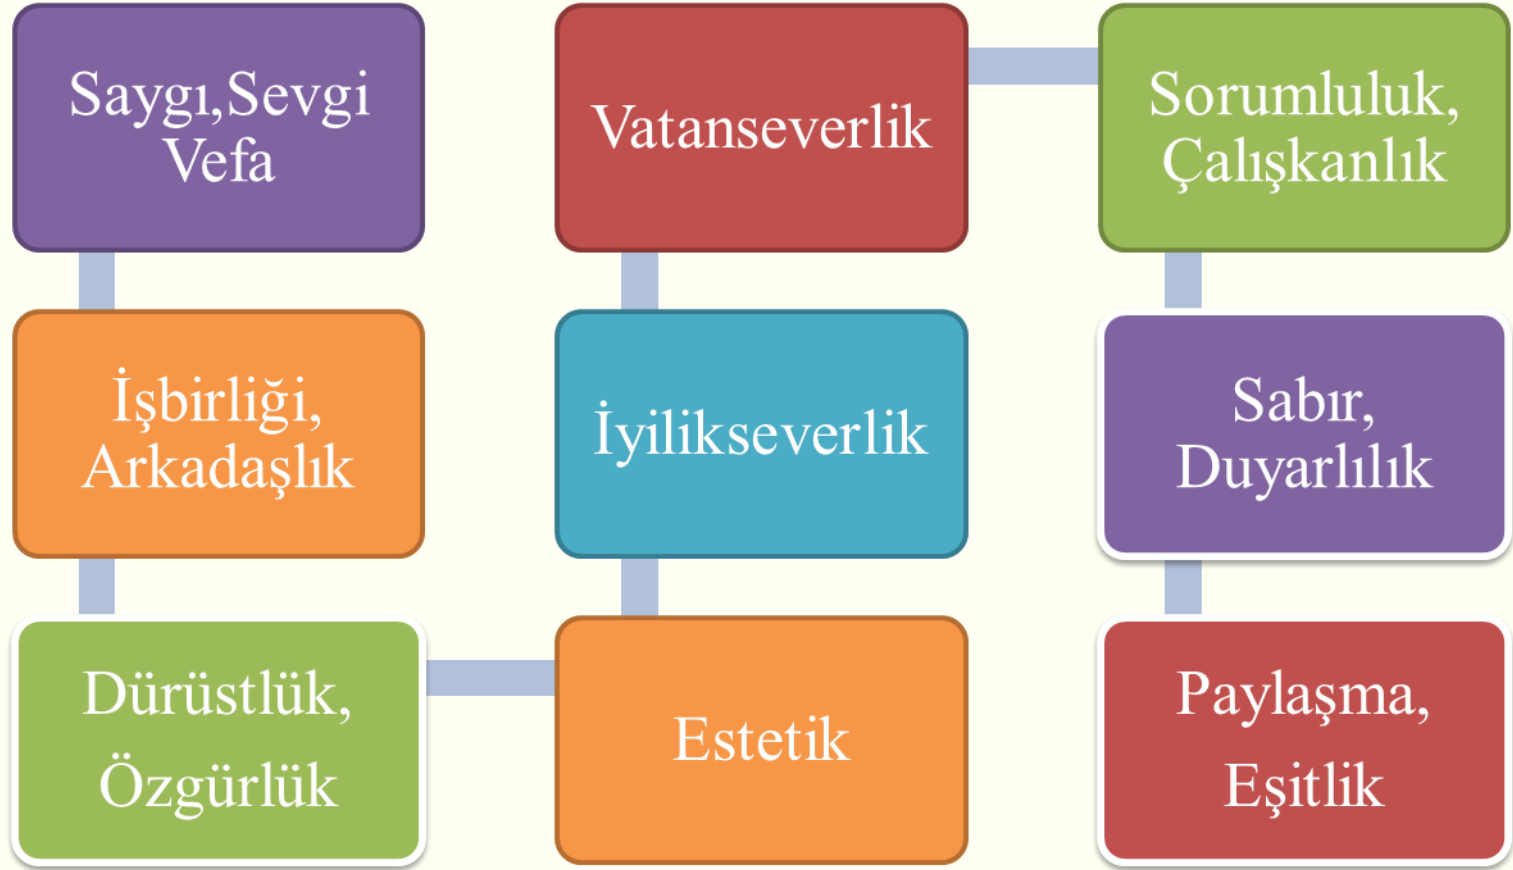 Saygı,Sevgi
Vefa
İşbirliği,
Arkadaşlık
Dürüstlük,
Özgürlük
Estetik
İyilikseverlik
Vatanseverlik
Sorumluluk,
Çalışkanlık
Sabır,
Duyarlılık
Paylaşma,
Eşitlik